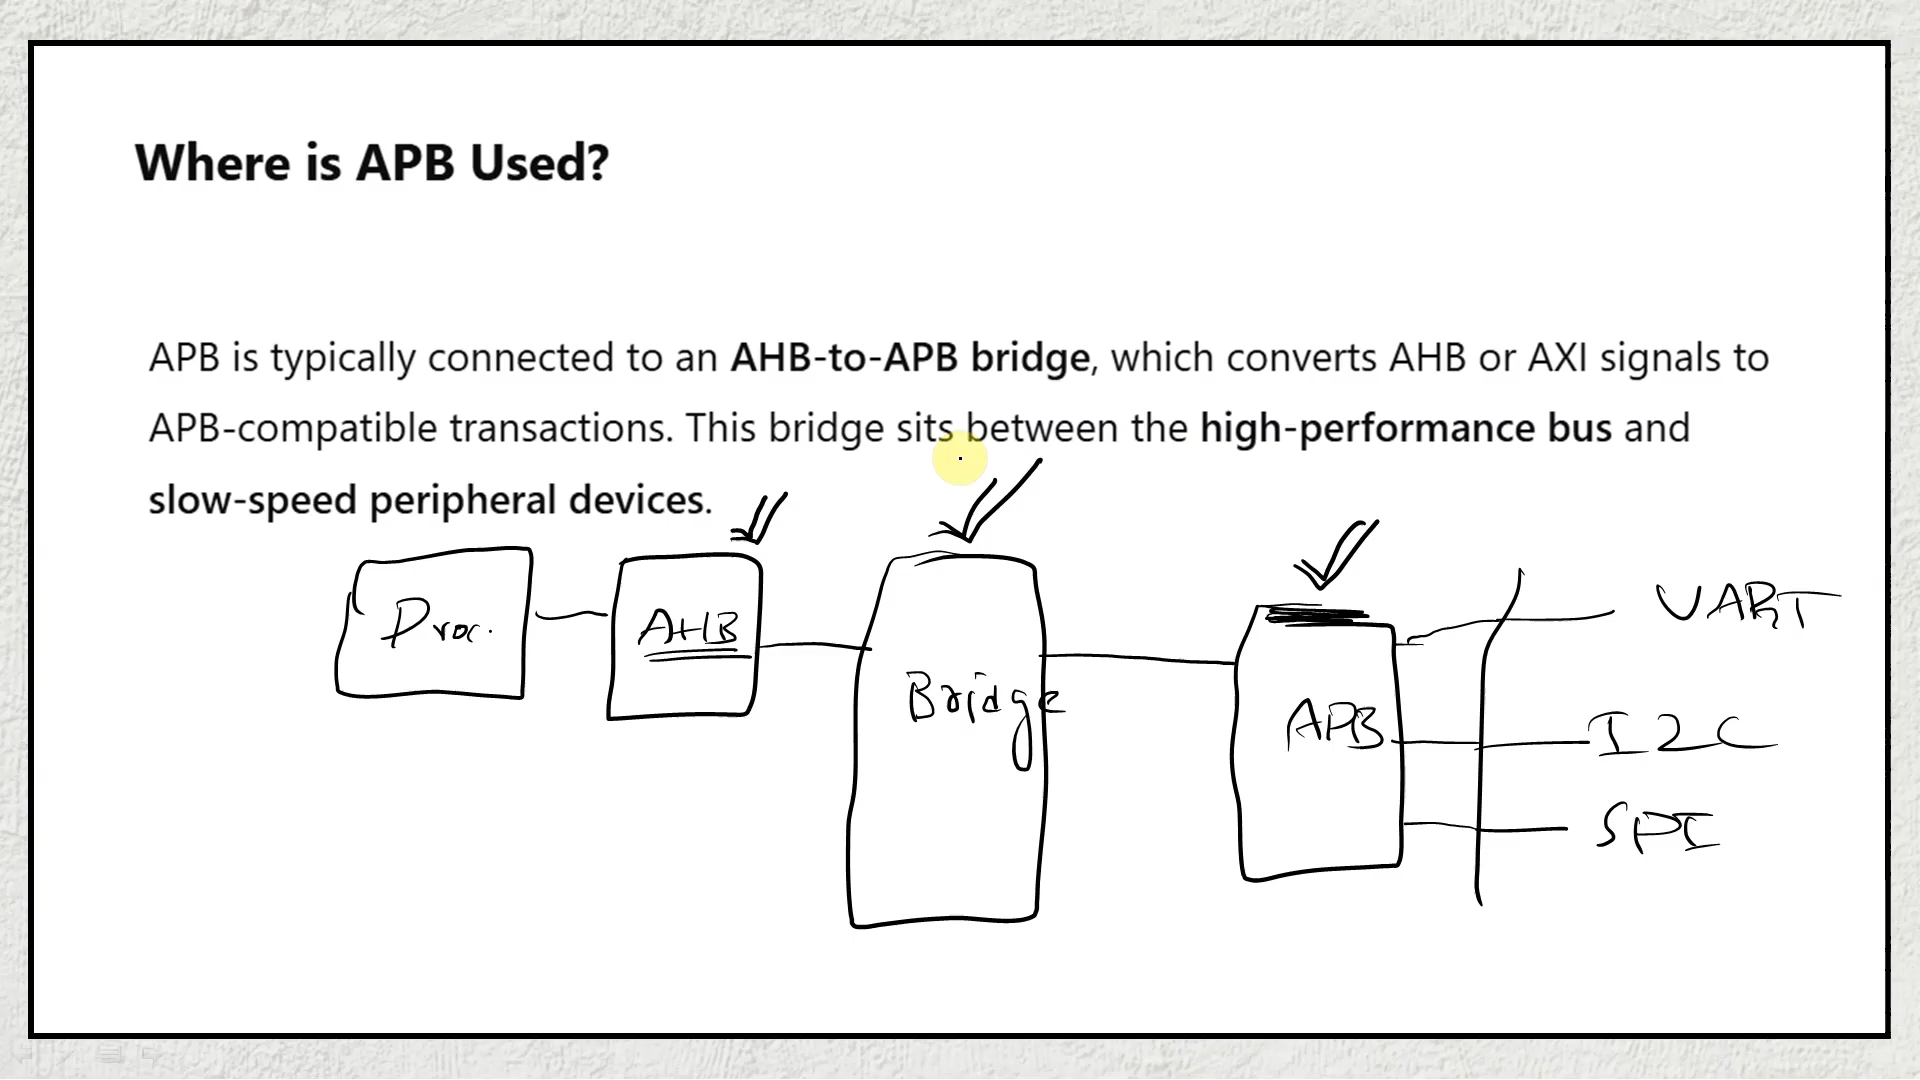 Where is APB Used?
APB is typically connected to an AHB-to-APB bridge, which converts AHB or AXI signals to
APB-compatible transactions. This bridge sits between the high-performance bus and
slow-speed peripheral devices.
Proc.
AHB
Bridge
APB
UART
I2C
SPI